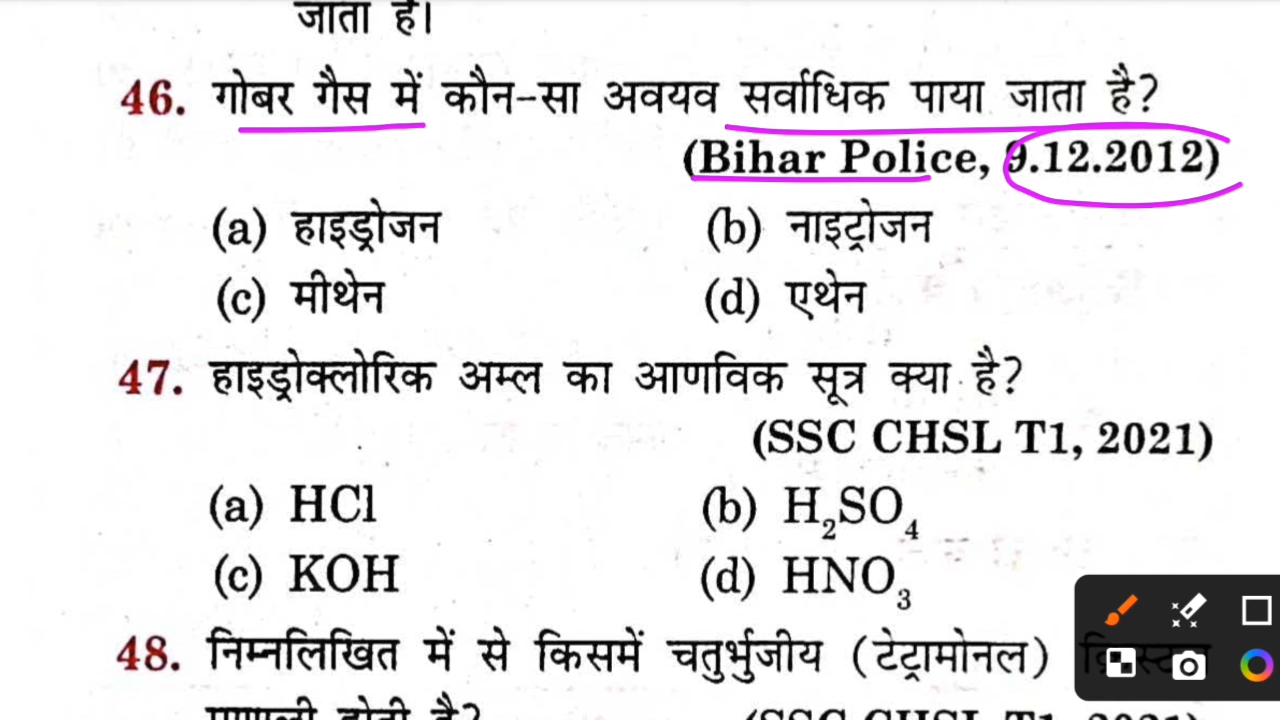 जाता है।
46. गोबर गैस में कौन-सा अवयव सर्वाधिक पाया जाता है?
(Bihar Police, 9.12.2012)
(a) हाइड्रोजन (b) नाइट्रोजन
(c) मीथेन (d) एथेन
47. हाइड्रोक्लोरिक अम्ल का आणविक सूत्र क्या है?
(SSC CHSL T1, 2021)
(a) HCl (b) H₂SO₄
(c) KOH (d) HNO₃
48. निम्नलिखित में से किसमें चतुर्भुजीय (टेट्रामोनल)